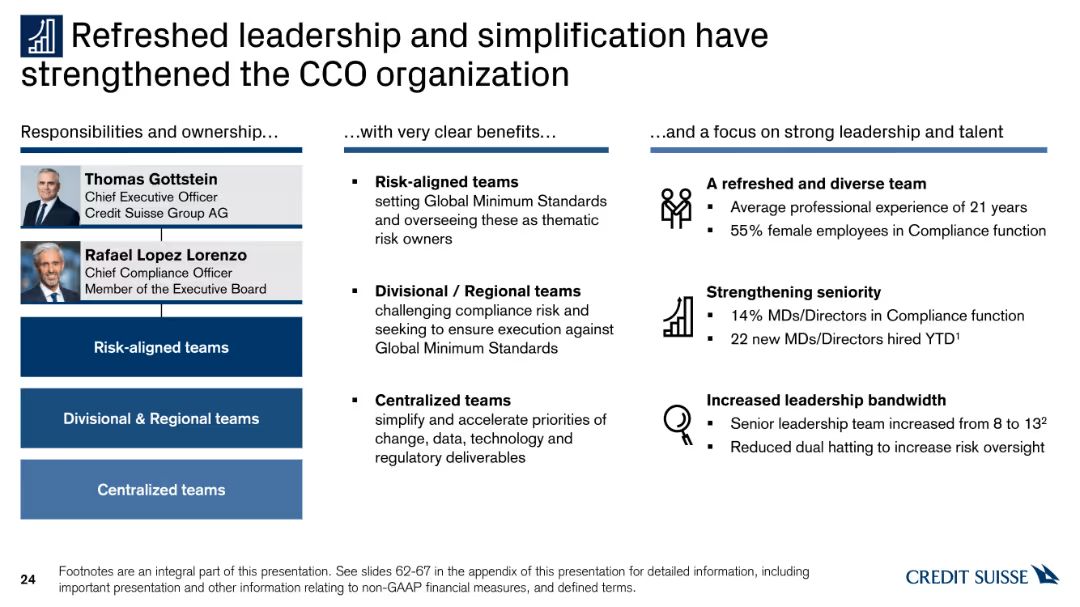 Refreshed leadership and simplification have
strengthened the CCO organization
Responsibilities and ownership…
Thomas Gottstein
Chief Executive Officer
Credit Suisse Group AG
Rafael Lopez Lorenzo
Chief Compliance Officer
Member of the Executive Board
Risk-aligned teams
Divisional & Regional teams
Centralized teams
…with very clear benefits…
▪ Risk-aligned teams
setting Global Minimum Standards
and overseeing these as thematic
risk owners
▪ Divisional / Regional teams
challenging compliance risk and
seeking to ensure execution against
Global Minimum Standards
▪ Centralized teams
simplify and accelerate priorities of
change, data, technology and
regulatory deliverables
…and a focus on strong leadership and talent
A refreshed and diverse team
▪ Average professional experience of 21 years
▪ 55% female employees in Compliance function
Strengthening seniority
▪ 14% MDs/Directors in Compliance function
▪ 22 new MDs/Directors hired YTD¹
Increased leadership bandwidth
▪ Senior leadership team increased from 8 to 13²
▪ Reduced dual hatting to increase risk oversight
24
Footnotes are an integral part of this presentation. See slides 62-67 in the appendix of this presentation for detailed information, including
important presentation and other information relating to non-GAAP financial measures, and defined terms.
CREDIT SUISSE